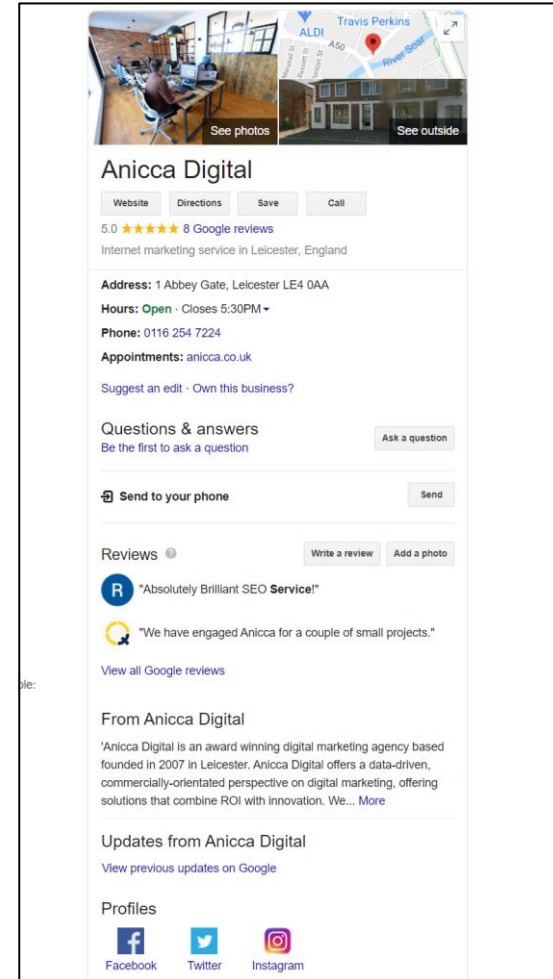 ALDI
Travis Perkins
A50
River Soar
See photos
See outside
Anicca Digital
Website Directions Save Call
5.0 ★★★★★ 8 Google reviews
Internet marketing service in Leicester, England
Address: 1 Abbey Gate, Leicester LE4 0AA
Hours: Open · Closes 5:30PM
Phone: 0116 254 7224
Appointments: anicca.co.uk
Suggest an edit · Own this business?
Questions & answers
Be the first to ask a question
Ask a question
Send to your phone
Send
Reviews
Write a review Add a photo
R
"Absolutely Brilliant SEO Service!"
"We have engaged Anicca for a couple of small projects."
View all Google reviews
ple:
From Anicca Digital
'Anicca Digital is an award winning digital marketing agency based
founded in 2007 in Leicester. Anicca Digital offers a data-driven,
commercially-orientated perspective on digital marketing, offering
solutions that combine ROI with innovation. We... More
Updates from Anicca Digital
View previous updates on Google
Profiles
Facebook Twitter Instagram